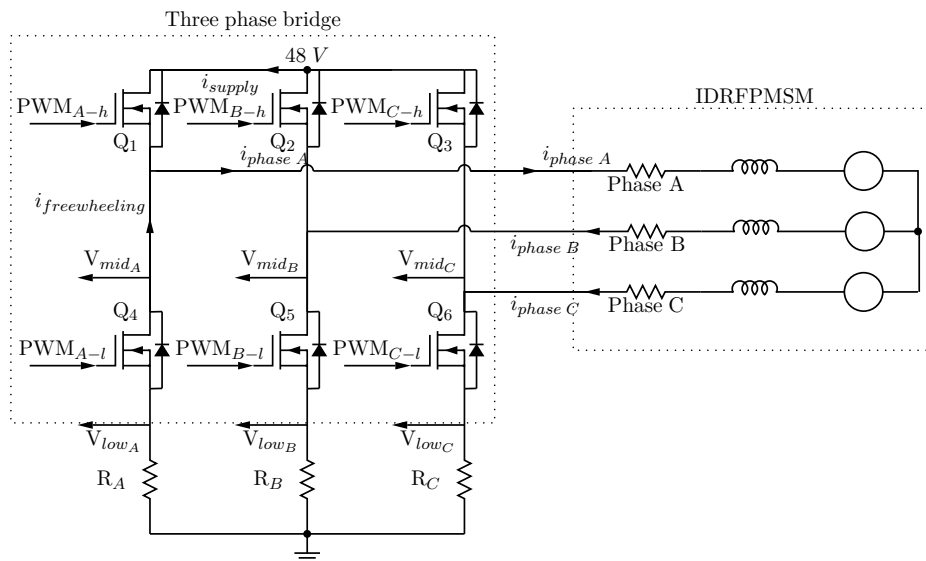 Three phase bridge
48 V
i_supply
PWM_A−h
PWM_B−h
PWM_C−h
IDRFPMSM
Q1
Q2
Q3
i_phase A
i_phase A
Phase A
i_freewheeling
i_phase B
Phase B
V_mid_A
V_mid_B
V_mid_C
i_phase C
Phase C
Q4
Q5
Q6
PWM_A−l
PWM_B−l
PWM_C−l
V_low_A
V_low_B
V_low_C
R_A
R_B
R_C